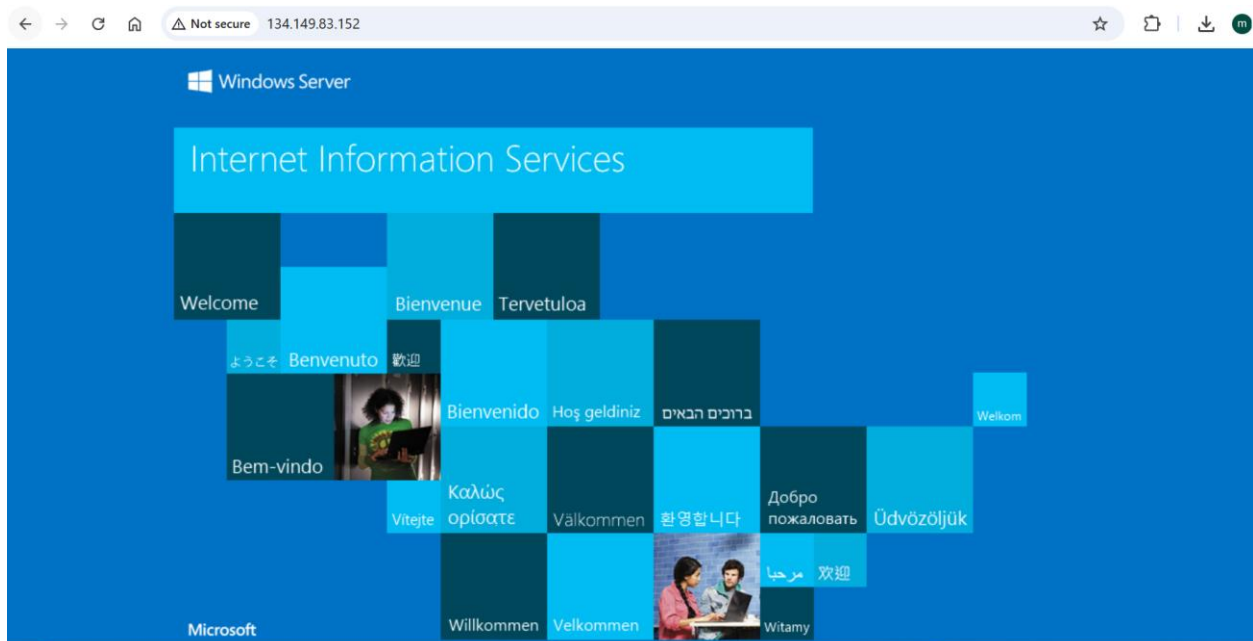 Not secure 134.149.83.152
m
Windows Server
Internet Information Services
Welcome
Bienvenue
Tervetuloa
ようこそ
Benvenuto
歡迎
Bienvenido
Hoş geldiniz
ברוכים הבאים
Welkom
Bem-vindo
Vítejte
Καλώς
ορίσατε
Välkommen
환영합니다
Добро
пожаловать
Üdvözöljük
Microsoft
Willkommen
Velkommen
مرحبا
欢迎
Witamy